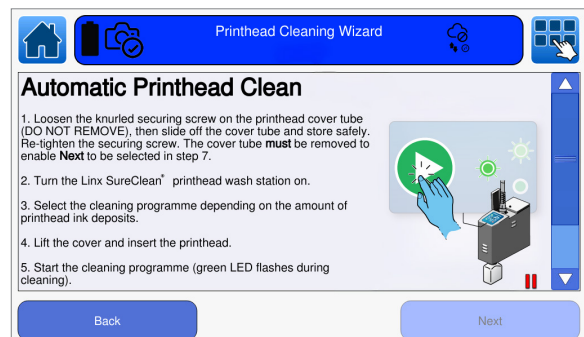 Printhead Cleaning Wizard
Automatic Printhead Clean
1. Loosen the knurled securing screw on the printhead cover tube
(DO NOT REMOVE), then slide off the cover tube and store safely.
Re-tighten the securing screw. The cover tube must be removed to
enable Next to be selected in step 7.
2. Turn the Linx SureClean* printhead wash station on.
3. Select the cleaning programme depending on the amount of
printhead ink deposits.
4. Lift the cover and insert the printhead.
5. Start the cleaning programme (green LED flashes during
cleaning).
Back
Next